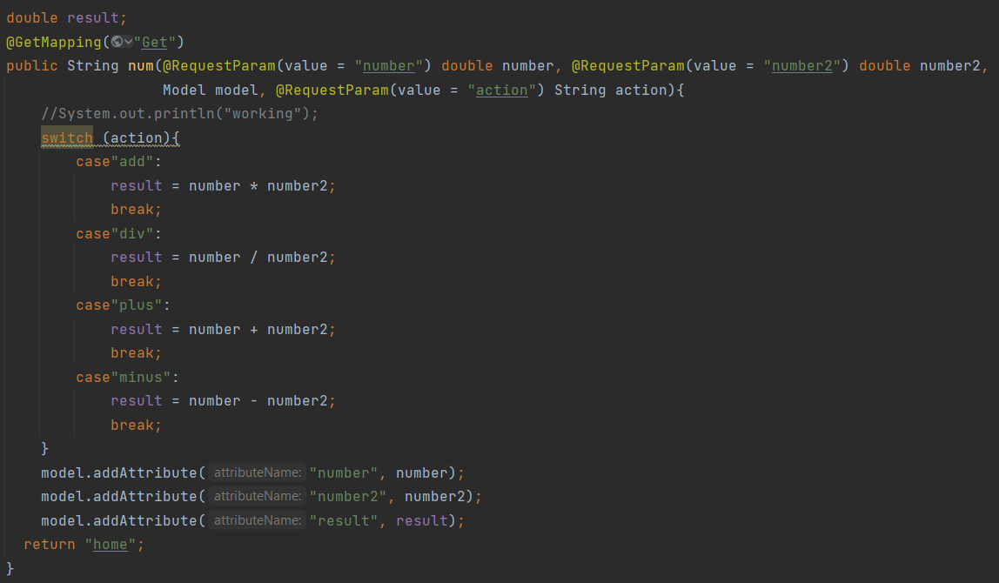 double result;
@GetMapping("Get")
public String num(@RequestParam(value = "number") double number, @RequestParam(value = "number2") double number2,
                  Model model, @RequestParam(value = "action") String action){
    //System.out.println("working");
    switch (action){
        case"add":
            result = number * number2;
            break;
        case"div":
            result = number / number2;
            break;
        case"plus":
            result = number + number2;
            break;
        case"minus":
            result = number - number2;
            break;
    }
    model.addAttribute( attributeName: "number", number);
    model.addAttribute( attributeName: "number2", number2);
    model.addAttribute( attributeName: "result", result);
  return "home";
}